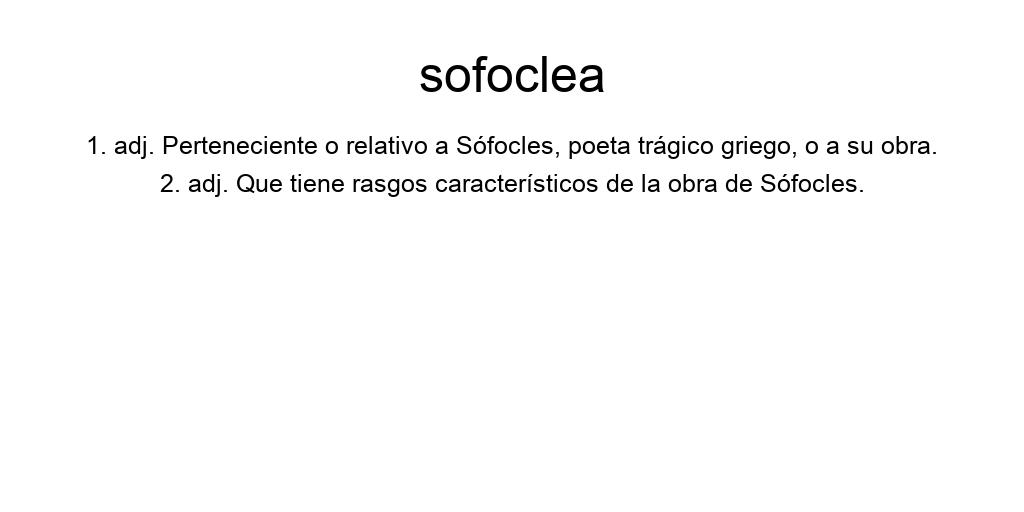 sofoclea
1. adj. Perteneciente o relativo a Sófocles, poeta trágico griego, o a su obra.
2. adj. Que tiene rasgos característicos de la obra de Sófocles.